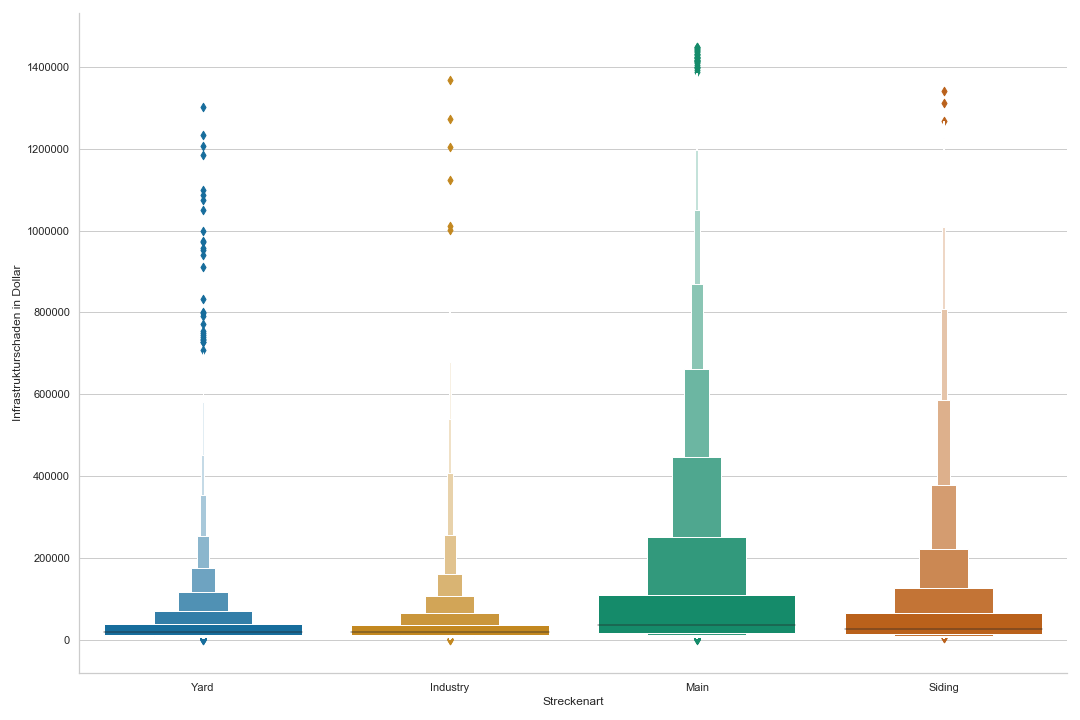 Infrastrukturschaden in Dollar
1400000
1200000
1000000
800000
600000
400000
200000
0
Yard
Industry
Main
Siding
Streckenart